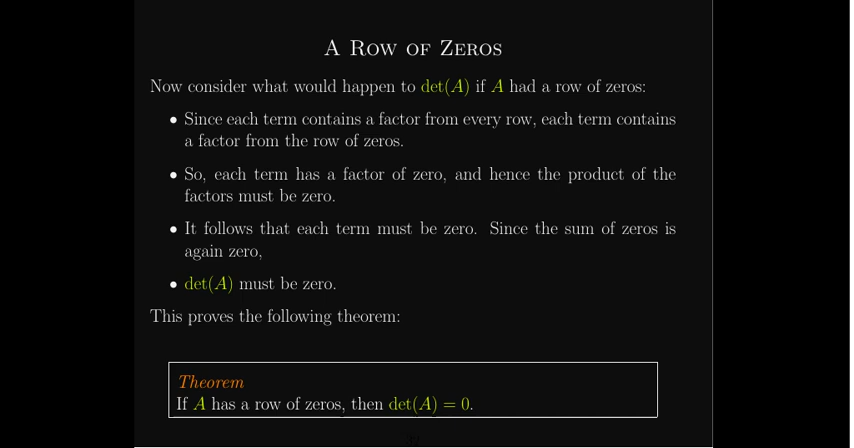 A Row of Zeros
Now consider what would happen to det(A) if A had a row of zeros:
• Since each term contains a factor from every row, each term contains
a factor from the row of zeros.
• So, each term has a factor of zero, and hence the product of the
factors must be zero.
• It follows that each term must be zero. Since the sum of zeros is
again zero,
• det(A) must be zero.
This proves the following theorem:
Theorem
If A has a row of zeros, then det(A) = 0.